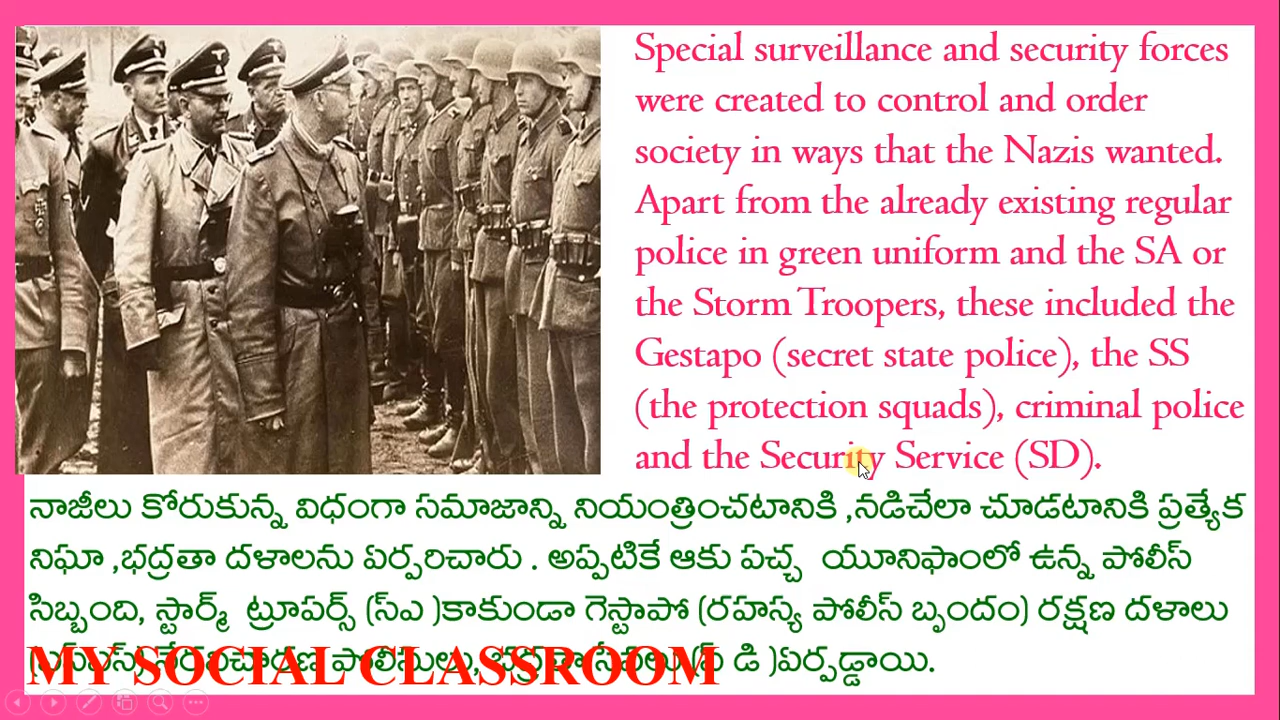 Special surveillance and security forces
were created to control and order
society in ways that the Nazis wanted.
Apart from the already existing regular
police in green uniform and the SA or
the Storm Troopers, these included the
Gestapo (secret state police), the SS
(the protection squads), criminal police
and the Security Service (SD).
నాజీలు కోరుకున్న విధంగా సమాజాన్ని నియంత్రించటానికి ,నడిచేలా చూడటానికి ప్రత్యేక
నిఘా ,భద్రతా దళాలను ఏర్పరిచారు . అప్పటికే ఆకు పచ్చ యూనిఫాంలో ఉన్న పోలీస్
సిబ్బంది, స్టార్మ్ ట్రూపర్స్ (స్ఎ )కాకుండా గెస్టాపో (రహస్య పోలీస్ బృందం) రక్షణ దళాలు
డి )ఏర్పడ్డాయి.
MY SOCIAL CLASSROOM